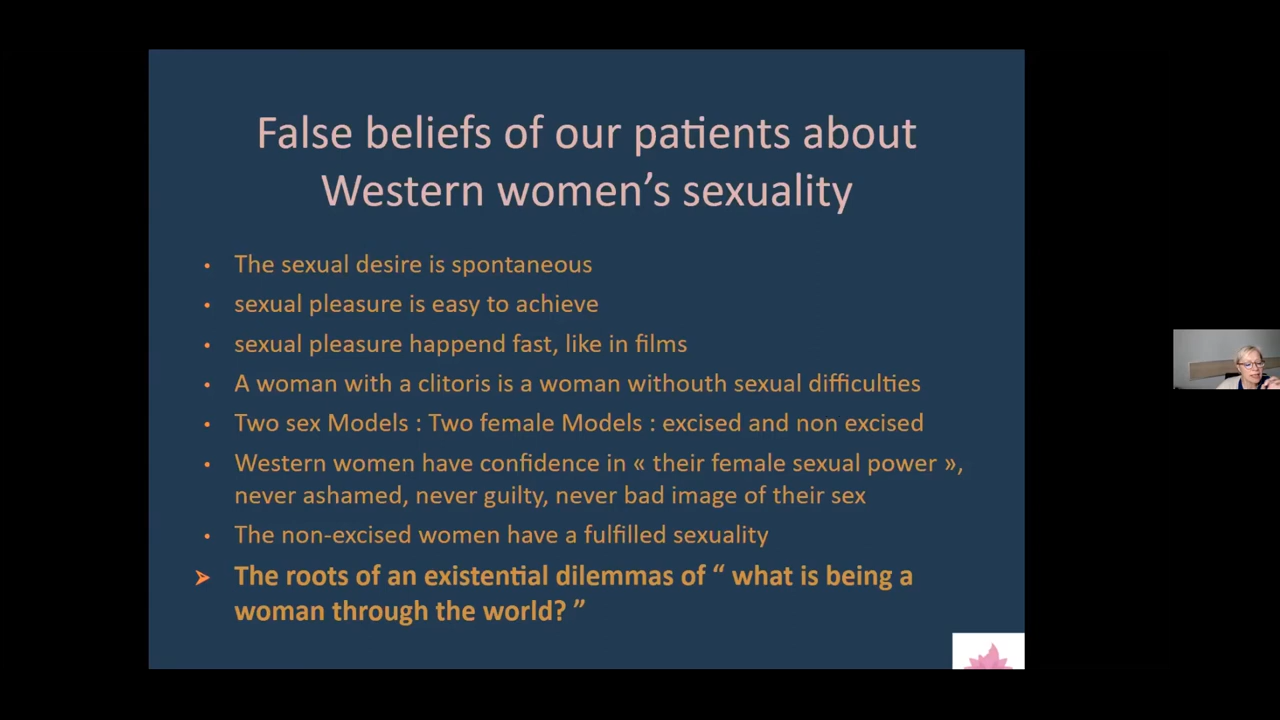 False beliefs of our patients about
Western women's sexuality
• The sexual desire is spontaneous
• sexual pleasure is easy to achieve
• sexual pleasure happend fast, like in films
• A woman with a clitoris is a woman withouth sexual difficulties
• Two sex Models : Two female Models : excised and non excised
• Western women have confidence in « their female sexual power »,
never ashamed, never guilty, never bad image of their sex
• The non-excised women have a fulfilled sexuality
➢ The roots of an existential dilemmas of “ what is being a
woman through the world? ”